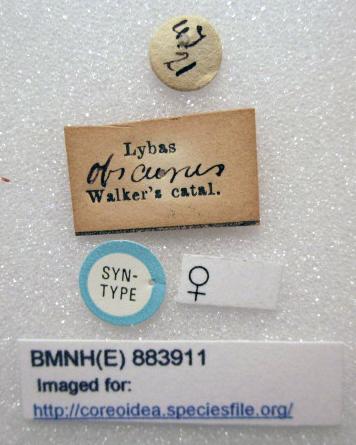 Lybas
obscurus
Walker's catal.
SYN-
TYPE
♀
BMNH(E) 883911
Imaged for:
http://coreoidea.speciesfile.org/